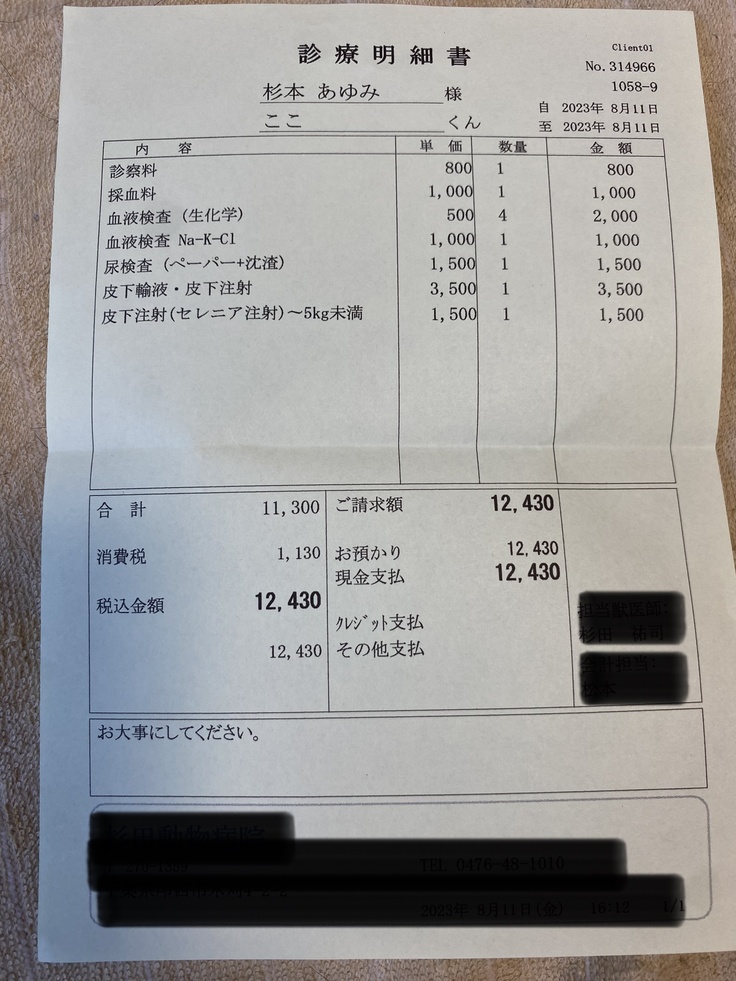 診療明細書
Client01
No.314966
1058-9
杉本 あゆみ 様
自 2023年 8月11日
ここ くん
至 2023年 8月11日
内 容 単 価 数量 金 額
診察料 800 1 800
採血料 1,000 1 1,000
血液検査 (生化学) 500 4 2,000
血液検査 Na-K-Cl 1,000 1 1,000
尿検査 (ペーパー+沈渣) 1,500 1 1,500
皮下輸液・皮下注射 3,500 1 3,500
皮下注射(セレニア注射)～5kg未満 1,500 1 1,500
合 計 11,300 ご請求額 12,430
消費税 1,130 お預かり 12,430
現金支払 12,430
税込金額 12,430
ｸﾚｼﾞｯﾄ支払
12,430 その他支払
お大事にしてください。